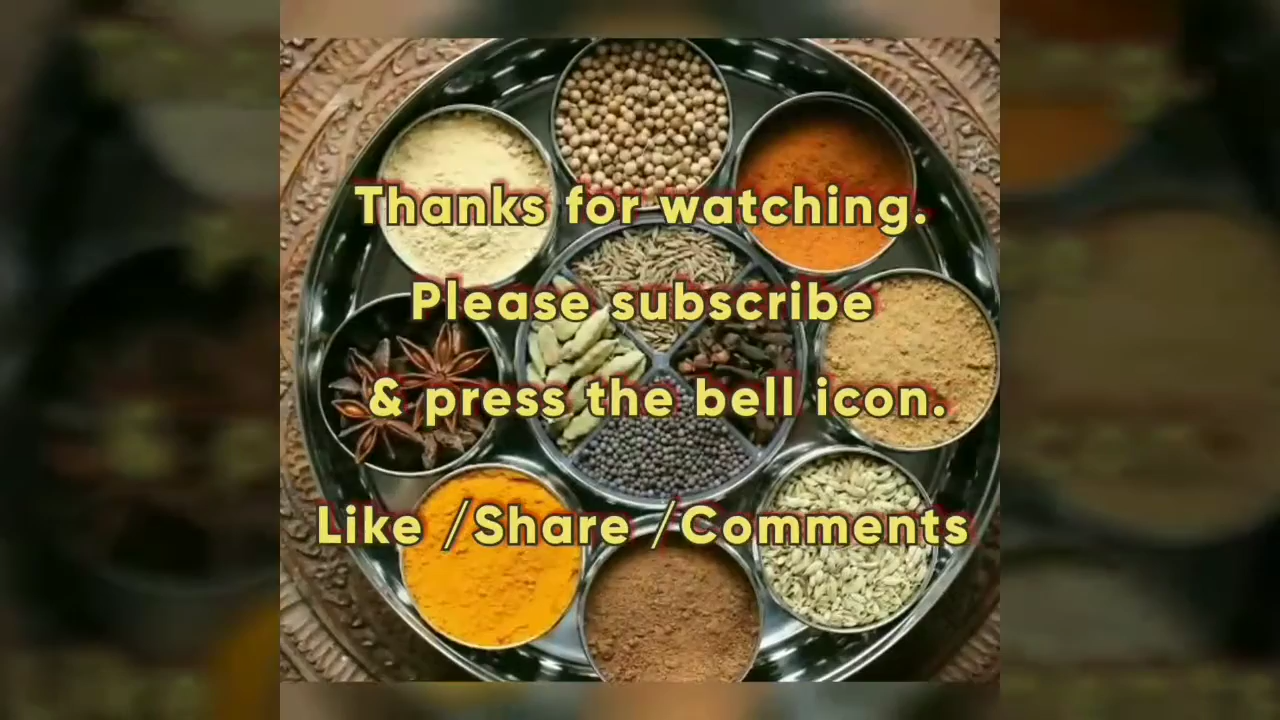 Thanks for watching.
Please subscribe
& press the bell icon.
Like /Share /Comments